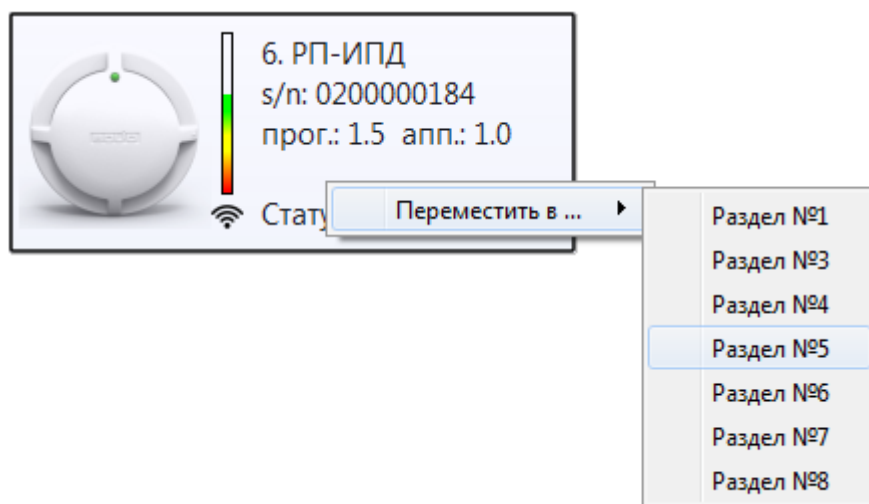 6. РП-ИПД
s/n: 0200000184
прог.: 1.5 апп.: 1.0
Переместить в ...
Раздел №1
Раздел №3
Раздел №4
Раздел №5
Раздел №6
Раздел №7
Раздел №8